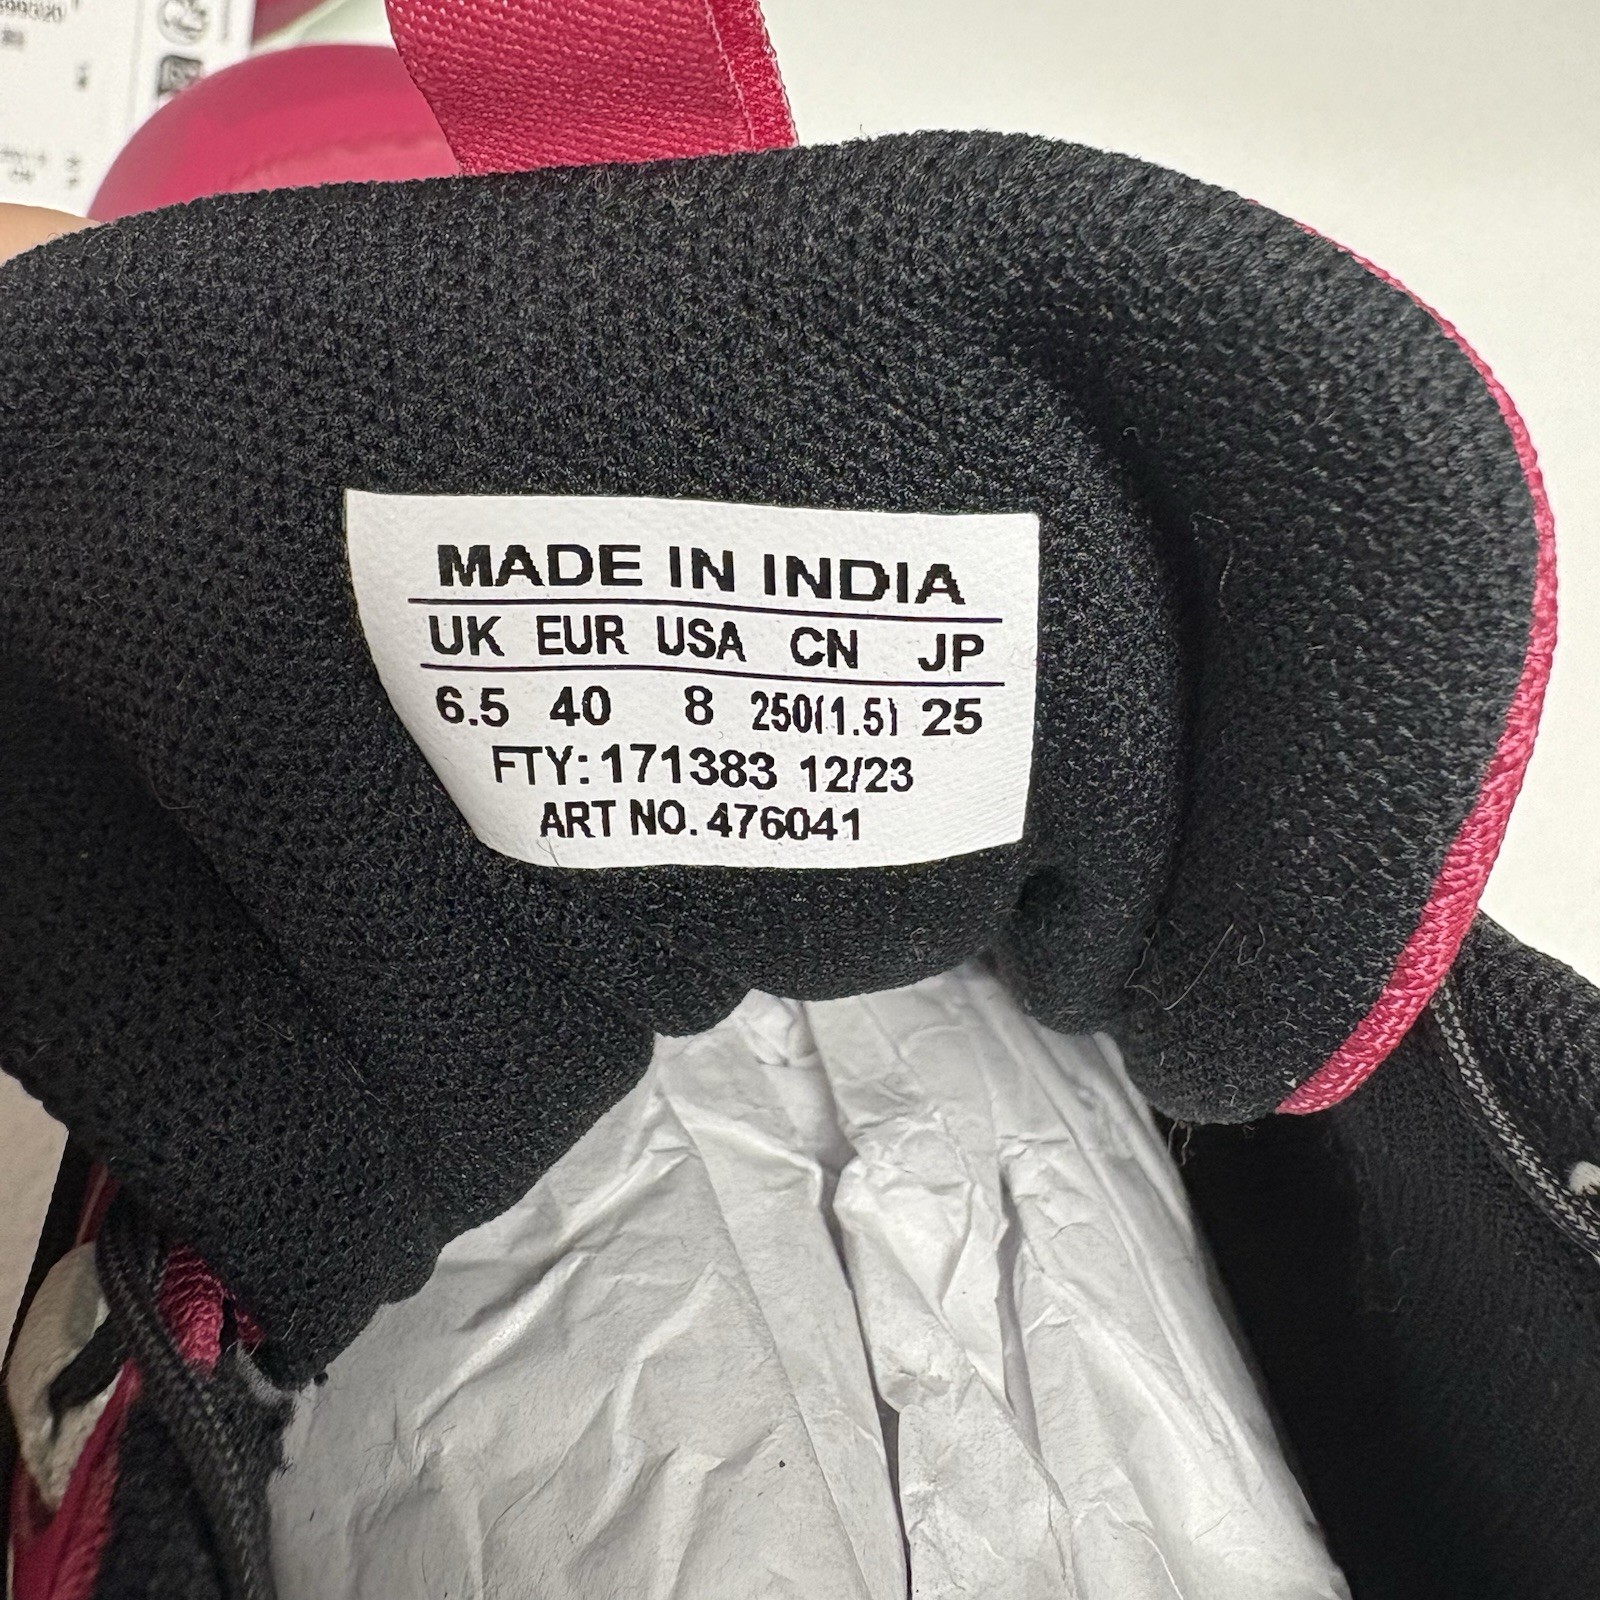 MADE IN INDIA
UK EUR USA CN JP
6.5 40 8 250(1.5) 25
FTY: 171383 12/23
ART NO. 476041